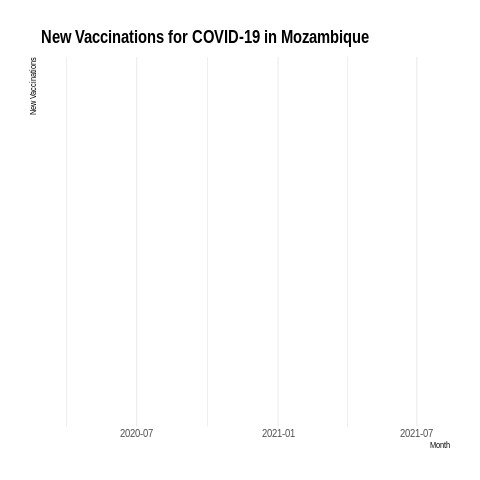 New Vaccinations for COVID-19 in Mozambique
New Vaccinations
2020-07 2021-01 2021-07
Month